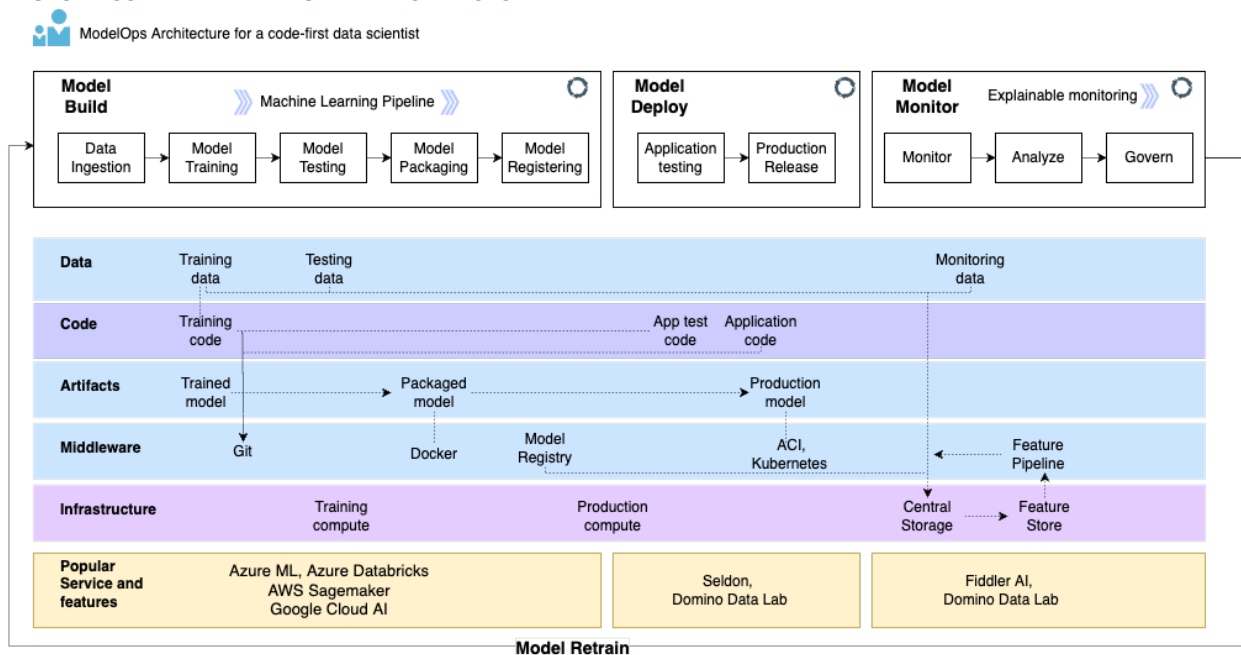 ModelOps Architecture for a code-first data scientist
Model
Build
Machine Learning Pipeline
Data
Ingestion
Model
Training
Model
Testing
Model
Packaging
Model
Registering
Model
Deploy
Application
testing
Production
Release
Model
Monitor
Explainable monitoring
Monitor
Analyze
Govern
Data
Training
data
Testing
data
Monitoring
data
Code
Training
code
App test
code
Application
code
Artifacts
Trained
model
Packaged
model
Production
model
Middleware
Git
Docker
Model
Registry
ACI,
Kubernetes
Feature
Pipeline
Infrastructure
Training
compute
Production
compute
Central
Storage
Feature
Store
Popular
Service and
features
Azure ML, Azure Databricks
AWS Sagemaker
Google Cloud AI
Seldon,
Domino Data Lab
Fiddler AI,
Domino Data Lab
Model Retrain